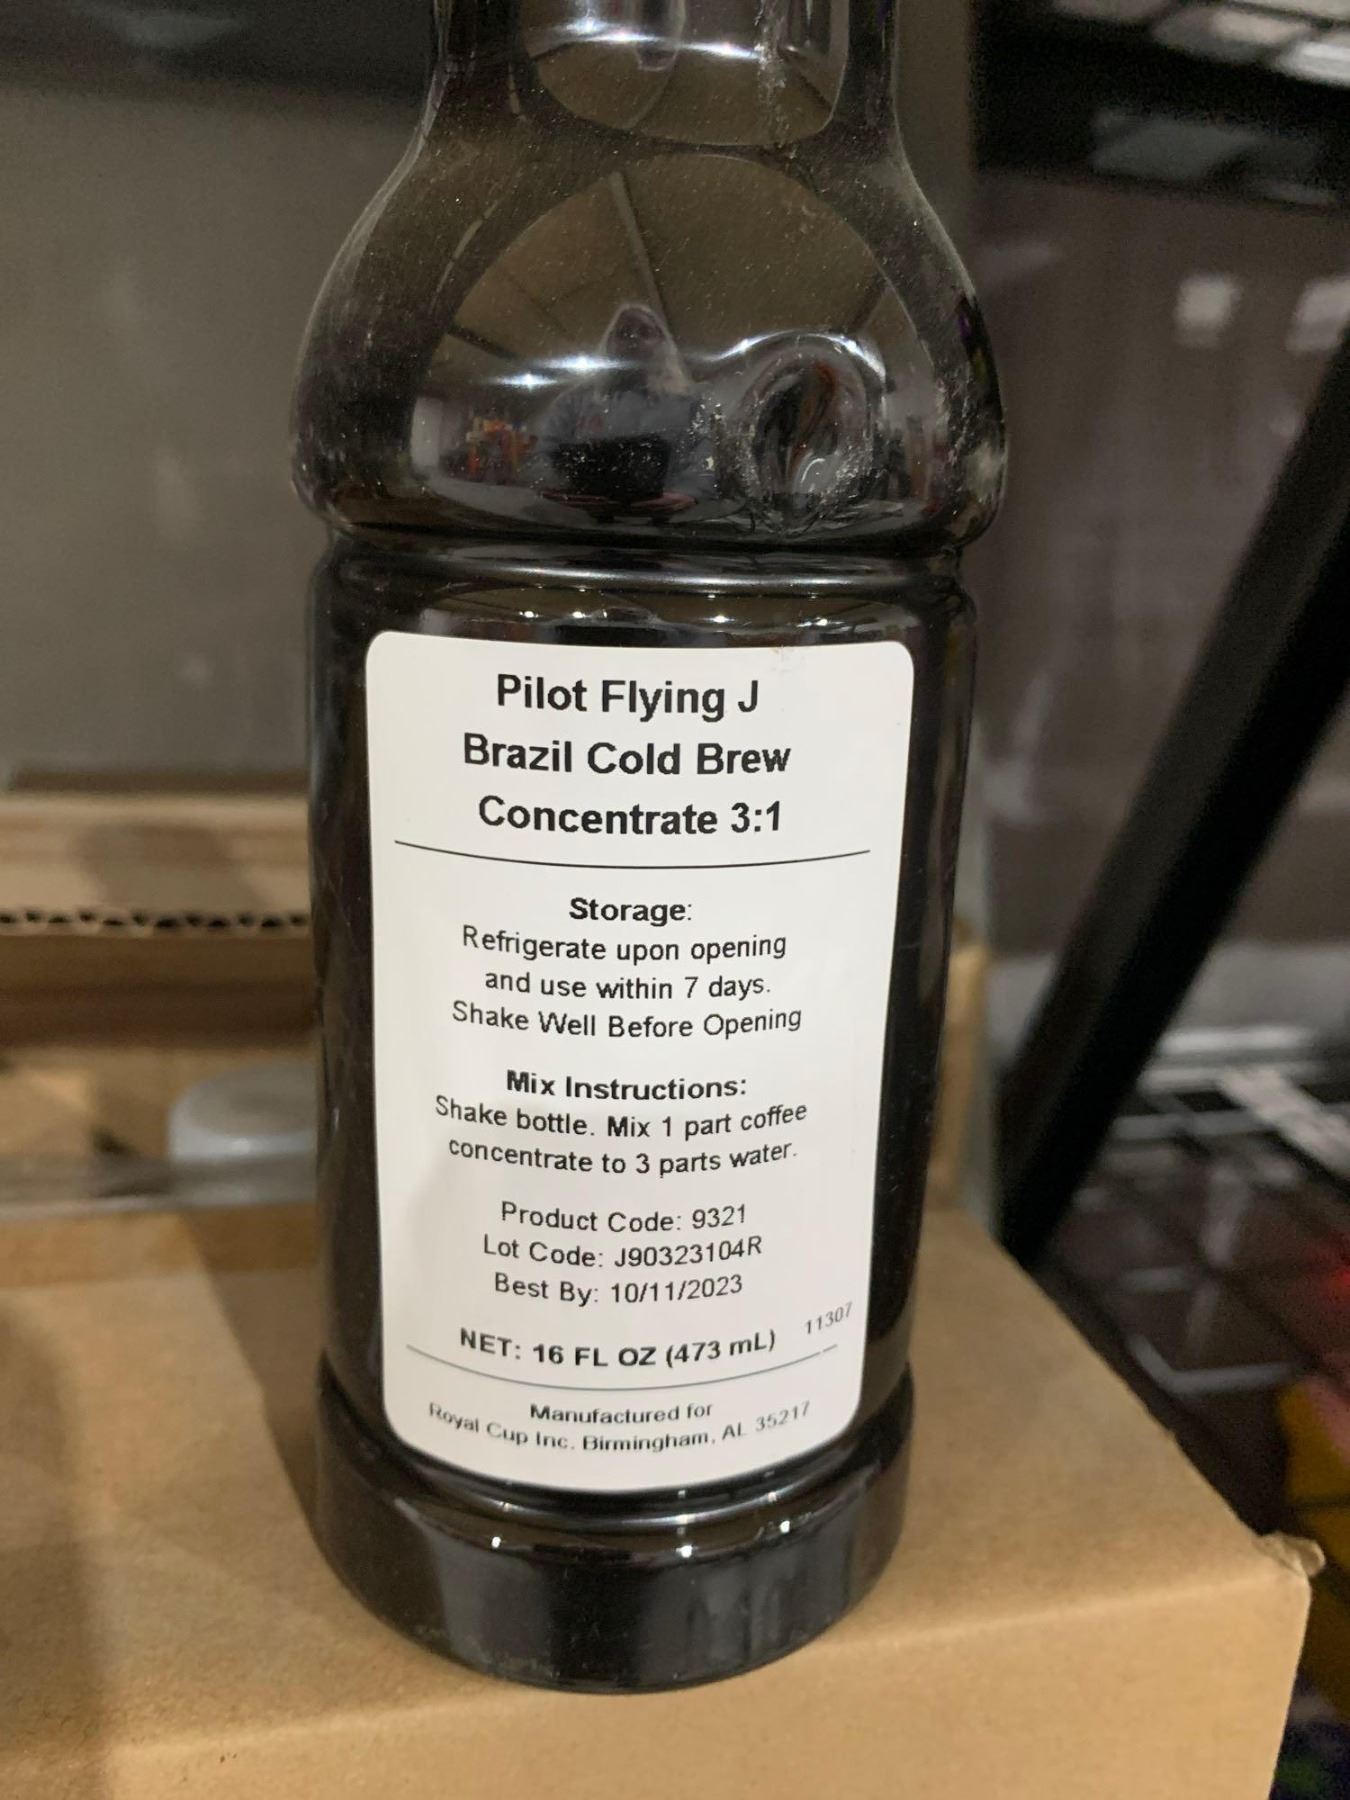 Pilot Flying J
Brazil Cold Brew
Concentrate 3:1
Storage:
Refrigerate upon opening
and use within 7 days.
Shake Well Before Opening
Mix Instructions:
Shake bottle. Mix 1 part coffee
concentrate to 3 parts water.
Product Code: 9321
Lot Code: J90323104R
Best By: 10/11/2023
11307
NET: 16 FL OZ (473 mL)
Manufactured for
Royal Cup Inc. Birmingham, AL 35217